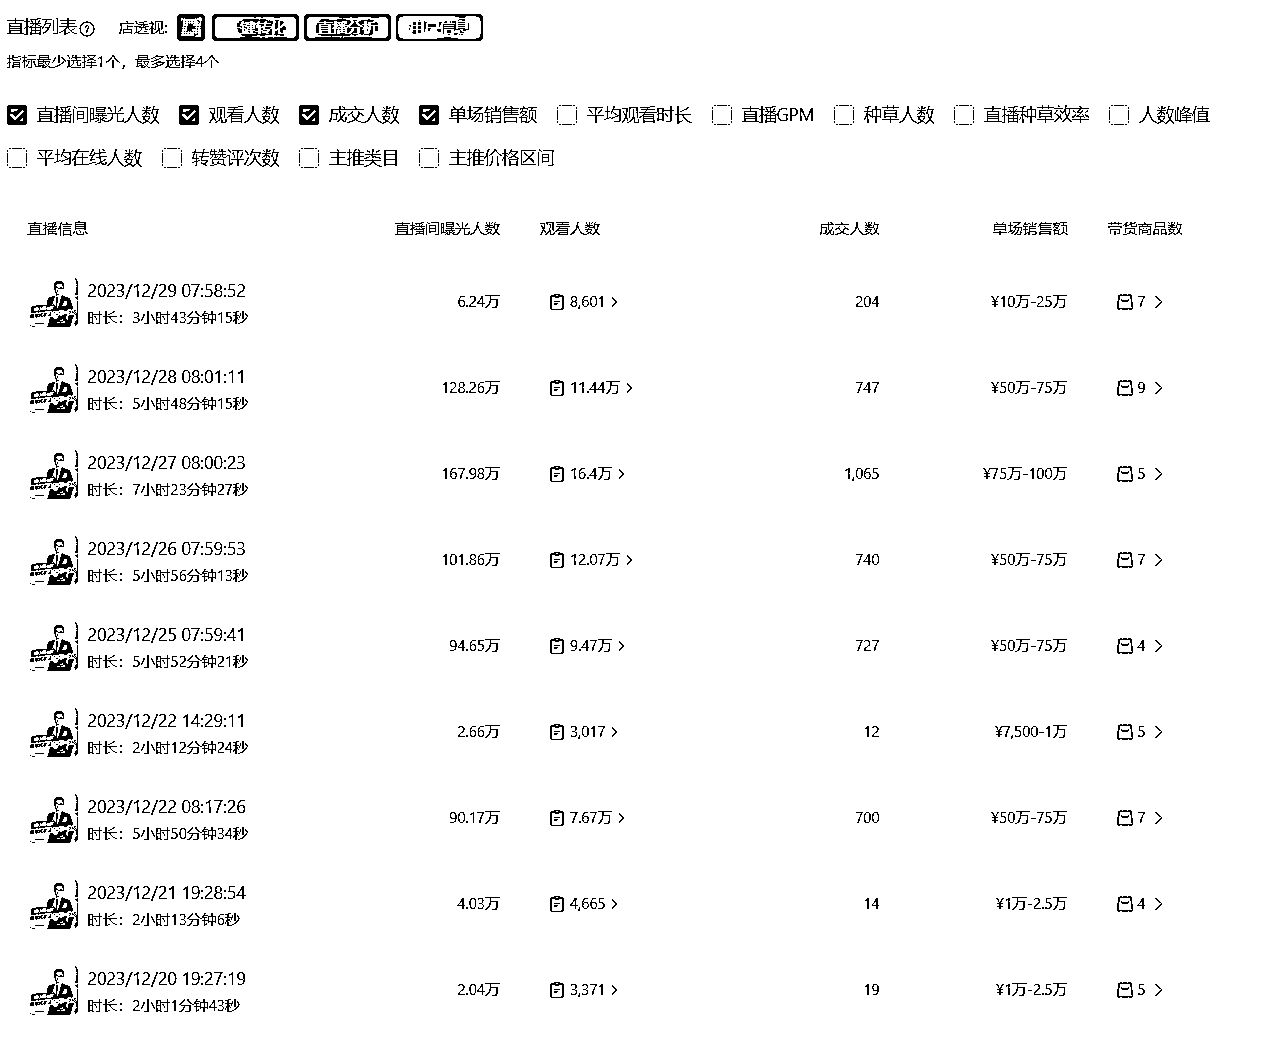 直播列表? 店透视: 一键转化 直播分析
指标最少选择1个，最多选择4个
直播间曝光人数 观看人数 成交人数 单场销售额 平均观看时长 直播GPM 种草人数 直播种草效率 人数峰值
平均在线人数 转赞评次数 主推类目 主推价格区间
直播信息 直播间曝光人数 观看人数 成交人数 单场销售额 带货商品数
2023/12/29 07:58:52
时长：3小时43分钟15秒 6.24万 8,601 > 204 ¥10万-25万 7 >
2023/12/28 08:01:11
时长：5小时48分钟15秒 128.26万 11.44万 > 747 ¥50万-75万 9 >
2023/12/27 08:00:23
时长：7小时23分钟27秒 167.98万 16.4万 > 1,065 ¥75万-100万 5 >
2023/12/26 07:59:53
时长：5小时56分钟13秒 101.86万 12.07万 > 740 ¥50万-75万 7 >
2023/12/25 07:59:41
时长：5小时52分钟21秒 94.65万 9.47万 > 727 ¥50万-75万 4 >
2023/12/22 14:29:11
时长：2小时12分钟24秒 2.66万 3,017 > 12 ¥7,500-1万 5 >
2023/12/22 08:17:26
时长：5小时50分钟34秒 90.17万 7.67万 > 700 ¥50万-75万 7 >
2023/12/21 19:28:54
时长：2小时13分钟6秒 4.03万 4,665 > 14 ¥1万-2.5万 4 >
2023/12/20 19:27:19
时长：2小时1分钟43秒 2.04万 3,371 > 19 ¥1万-2.5万 5 >